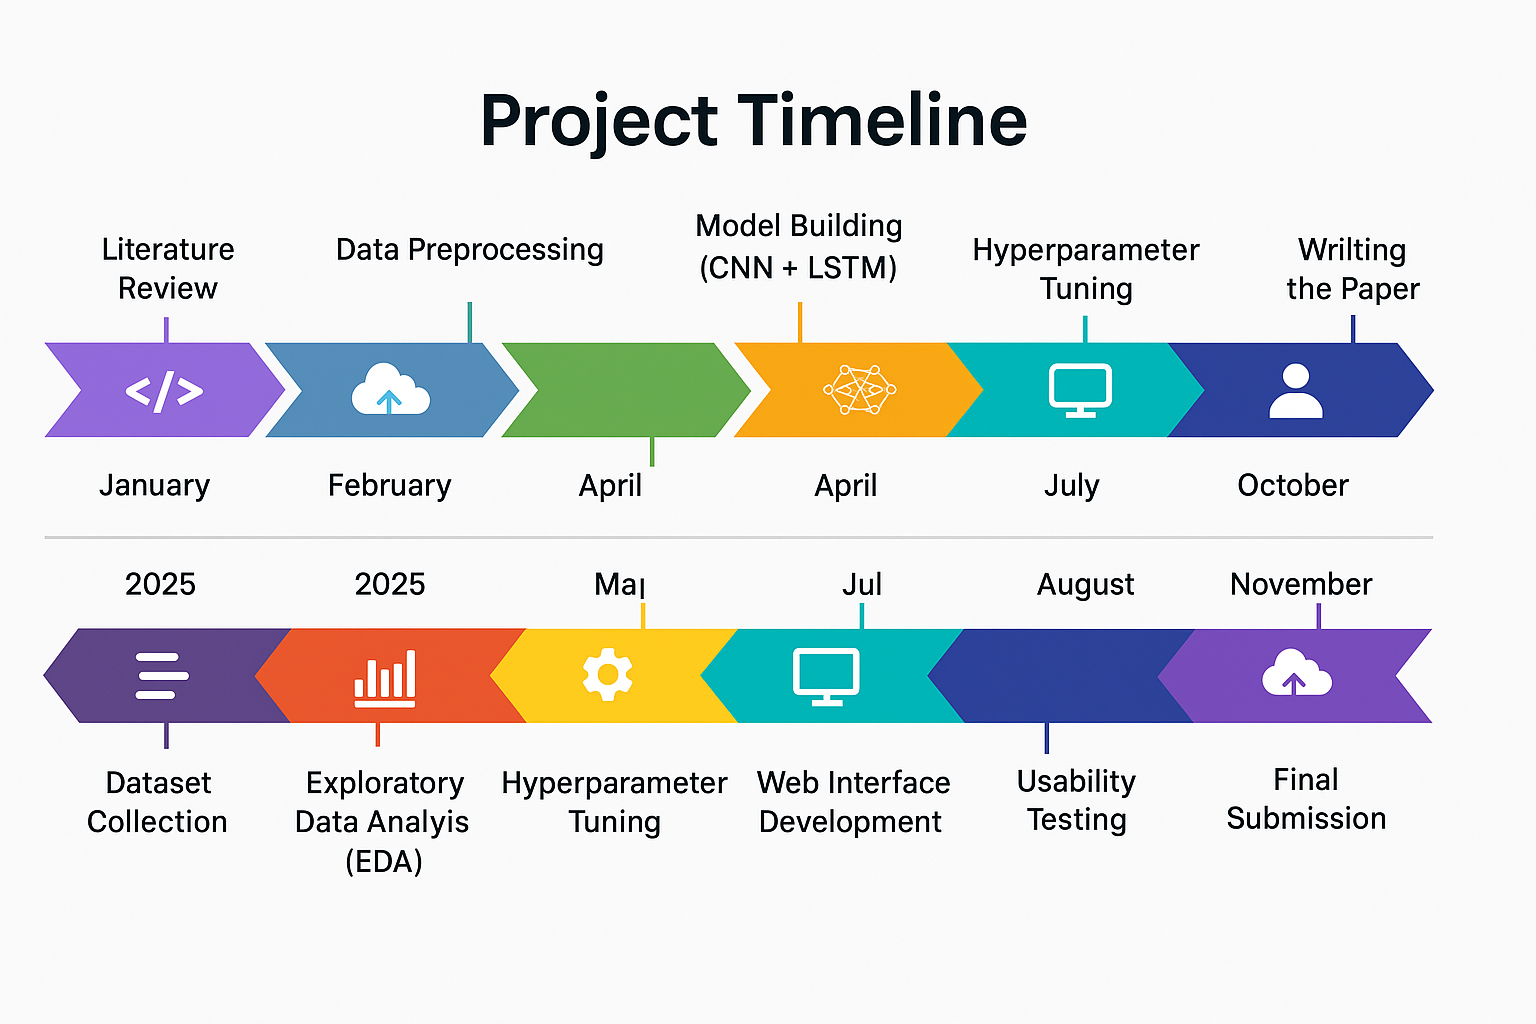 Project Timeline
Literature
Review
Data Preprocessing
Model Building
(CNN + LSTM)
Hyperparameter
Tuning
Wrilting
the Paper
</>
January
February
April
April
July
October
2025
2025
Maı
Jul
August
November
Dataset
Collection
Exploratory
Data Analyis
(EDA)
Hyperparameter
Tuning
Web Interface
Development
Usability
Testing
Final
Submission